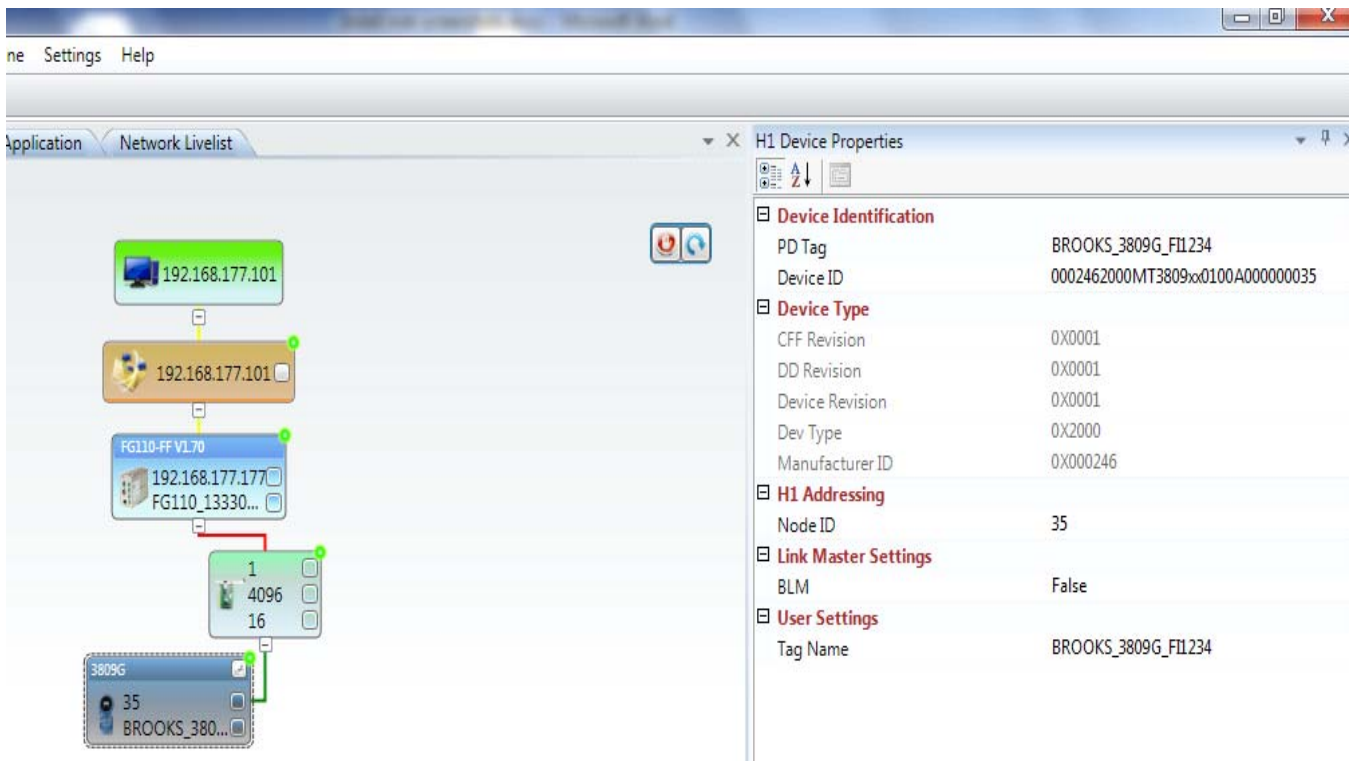 ne Settings Help
Application Network Livelist
192.168.177.101
192.168.177.101
FG110-FF V1.70
192.168.177.177
FG110_13330...
1
4096
16
3809G
35
BROOKS_380...
H1 Device Properties
Device Identification
PD Tag BROOKS_3809G_FI1234
Device ID 0002462000MT3809xx0100A000000035
Device Type
CFF Revision 0X0001
DD Revision 0X0001
Device Revision 0X0001
Dev Type 0X2000
Manufacturer ID 0X000246
H1 Addressing
Node ID 35
Link Master Settings
BLM False
User Settings
Tag Name BROOKS_3809G_FI1234